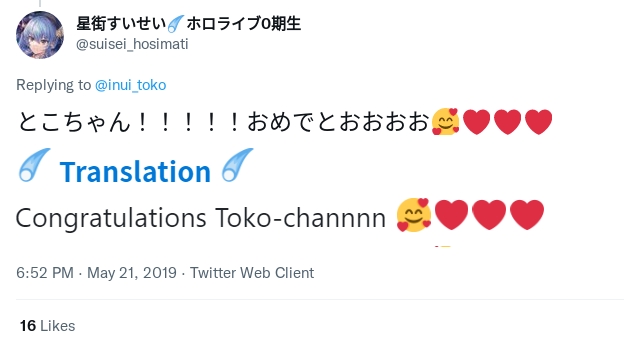 星街すいせい☄️ホロライブ0期生
@suisei_hosimati
Replying to @inui_toko
とこちゃん！！！！！おめでとおおおお🥰❤️❤️❤️
☄️ Translation ☄️
Congratulations Toko-channnn 🥰❤️❤️❤️
6:52 PM · May 21, 2019 · Twitter Web Client
16 Likes